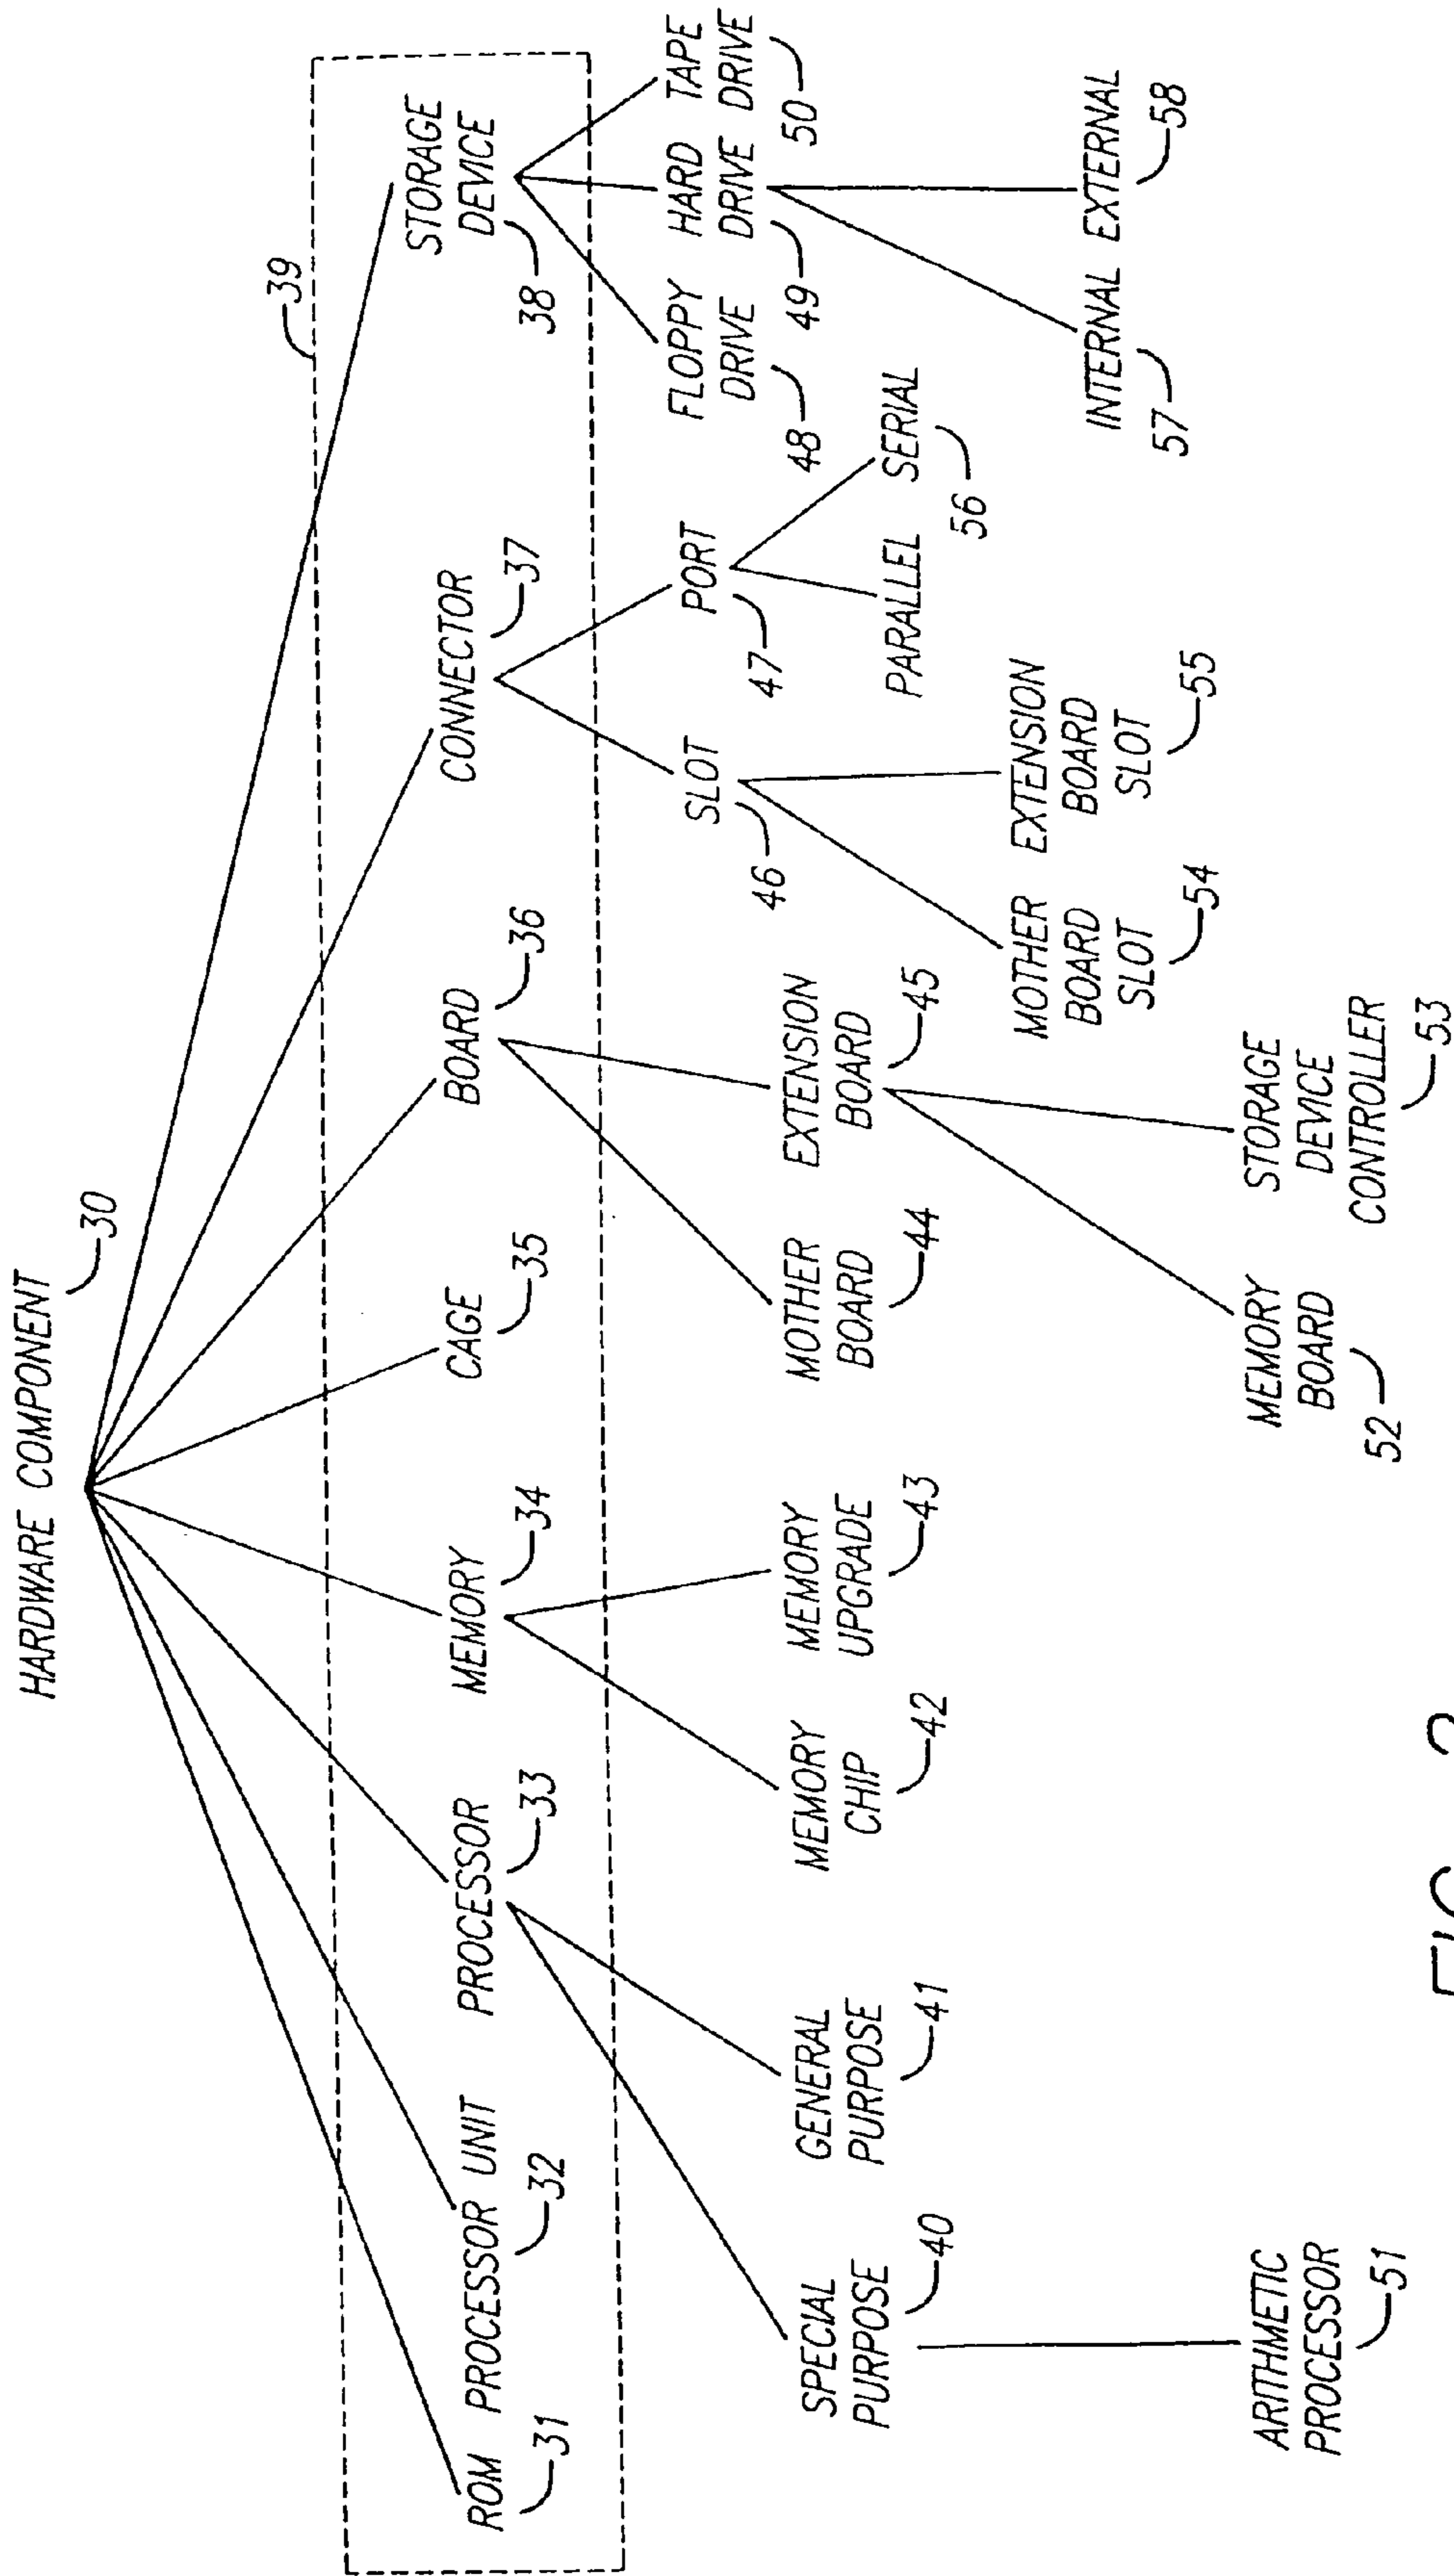 HARDWARE COMPONENT
30
39
ROM
31
PROCESSOR UNIT
32
PROCESSOR
33
MEMORY
34
CAGE
35
BOARD
36
CONNECTOR
37
STORAGE
DEVICE
38
SPECIAL
PURPOSE
40
GENERAL
PURPOSE
41
MEMORY
CHIP
42
MEMORY
UPGRADE
43
MOTHER
BOARD
44
EXTENSION
BOARD
45
SLOT
46
PORT
47
FLOPPY
DRIVE
48
HARD
DRIVE
49
TAPE
DRIVE
50
PARALLEL
SERIAL
56
ARITHMETIC
PROCESSOR
51
MEMORY
BOARD
52
STORAGE
DEVICE
CONTROLLER
53
MOTHER
BOARD
SLOT
54
EXTENSION
BOARD
SLOT
55
INTERNAL
57
EXTERNAL
58